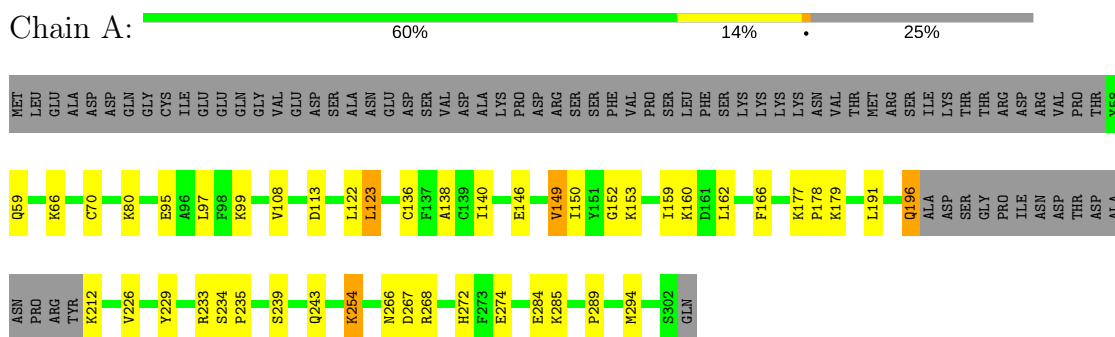 Chain A:
60% 14% • 25%
MET LEU GLU GLU ALA ASP ASP GLN GLY CYS ILE GLU GLU GLN GLY VAL GLU ASP SER ALA ASN GLU ASP SER VAL ASP ALA LYS PRO ASP ARG SER SER PHE VAL PRO SER LEU PHE SER LYS LYS LYS LYS ASN VAL THR MET ARG SER ILE LYS THR THR ARG ASP ARG VAL PRO THR Y58
Q59 K66 C70 K80 E95 A96 L97 F98 K99 V108 D113 L122 L123 C136 F137 A138 C139 I140 E146 V149 I150 Y151 G152 K153 I159 K160 D161 L162 F166 K177 P178 K179 L191 Q196 ALA ASP SER GLY PRO ILE ASN ASP THR ASP ALA
ASN PRO ARG TYR K212 V226 Y229 R233 S234 P235 S239 Q243 K254 N266 D267 R268 H272 F273 E274 E284 K285 P289 M294 S302 GLN